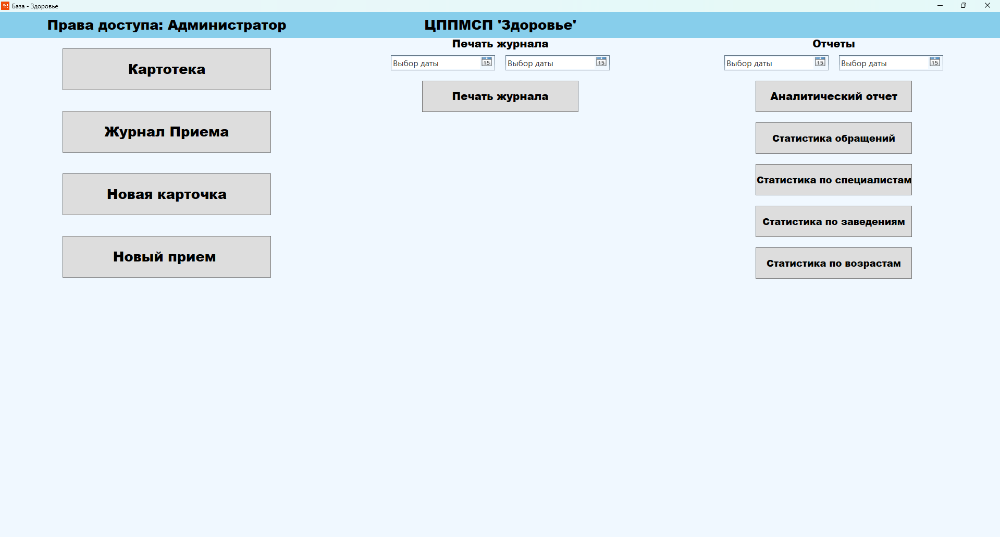 База - Здоровье
Права доступа: Администратор
ЦППМСП 'Здоровье'
Картотека
Журнал Приема
Новая карточка
Новый прием
Печать журнала
Выбор даты 15 Выбор даты 15
Печать журнала
Отчеты
Выбор даты 15 Выбор даты 15
Аналитический отчет
Статистика обращений
Статистика по специалистам
Статистика по заведениям
Статистика по возрастам